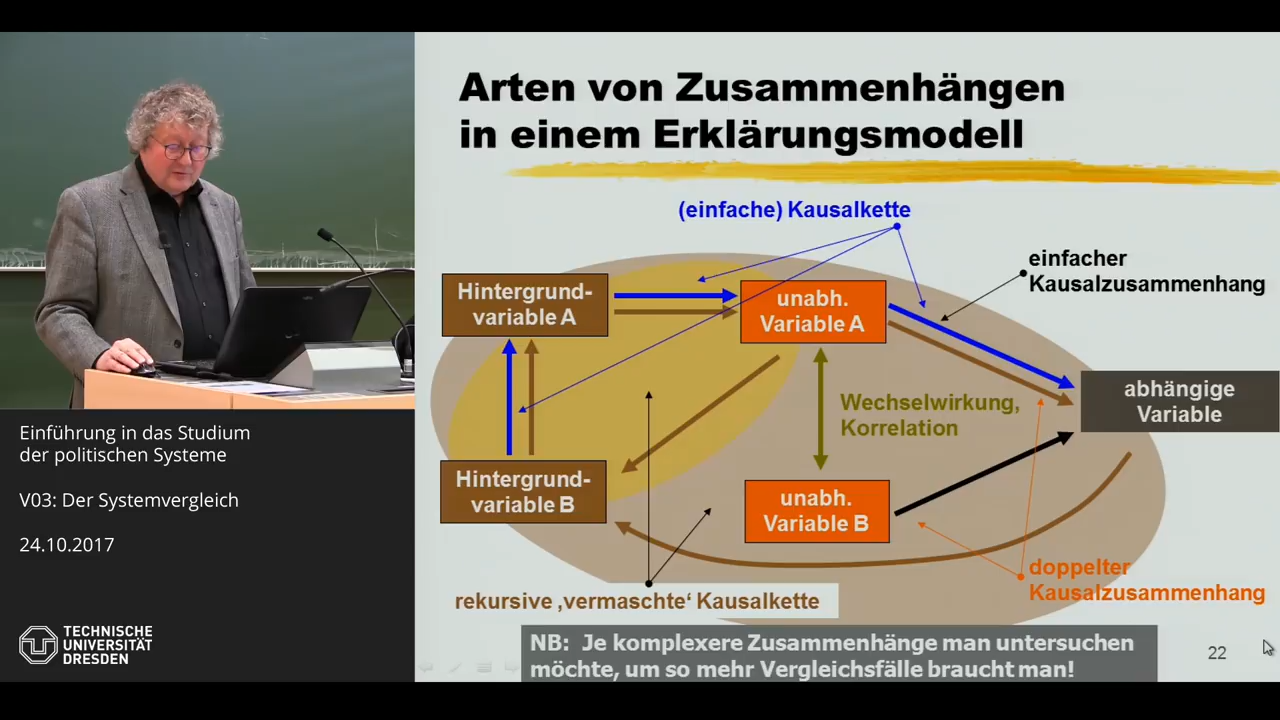 Arten von Zusammenhängen
in einem Erklärungsmodell
(einfache) Kausalkette
einfacher
Kausalzusammenhang
Hintergrund-
variable A
unabh.
Variable A
abhängige
Variable
Wechselwirkung,
Korrelation
Hintergrund-
variable B
unabh.
Variable B
doppelter
Kausalzusammenhang
rekursive ‚vermaschte‘ Kausalkette
NB: Je komplexere Zusammenhänge man untersuchen
möchte, um so mehr Vergleichsfälle braucht man!
22
Einführung in das Studium
der politischen Systeme
V03: Der Systemvergleich
24.10.2017
TECHNISCHE
UNIVERSITÄT
DRESDEN